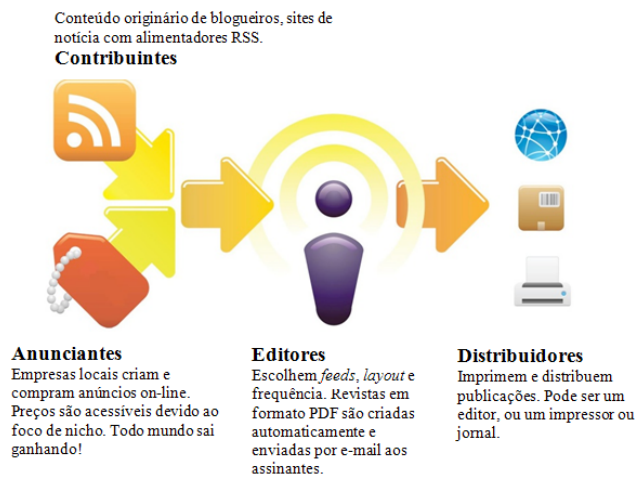 Conteúdo originário de blogueiros, sites de
notícia com alimentadores RSS.
Contribuintes
Anunciantes
Empresas locais criam e
compram anúncios on-line.
Preços são acessíveis devido ao
foco de nicho. Todo mundo sai
ganhando!
Editores
Escolhem feeds, layout e
frequência. Revistas em
formato PDF são criadas
automaticamente e
enviadas por e-mail aos
assinantes.
Distribuidores
Imprimem e distribuem
publicações. Pode ser um
editor, ou um impressor ou
jornal.